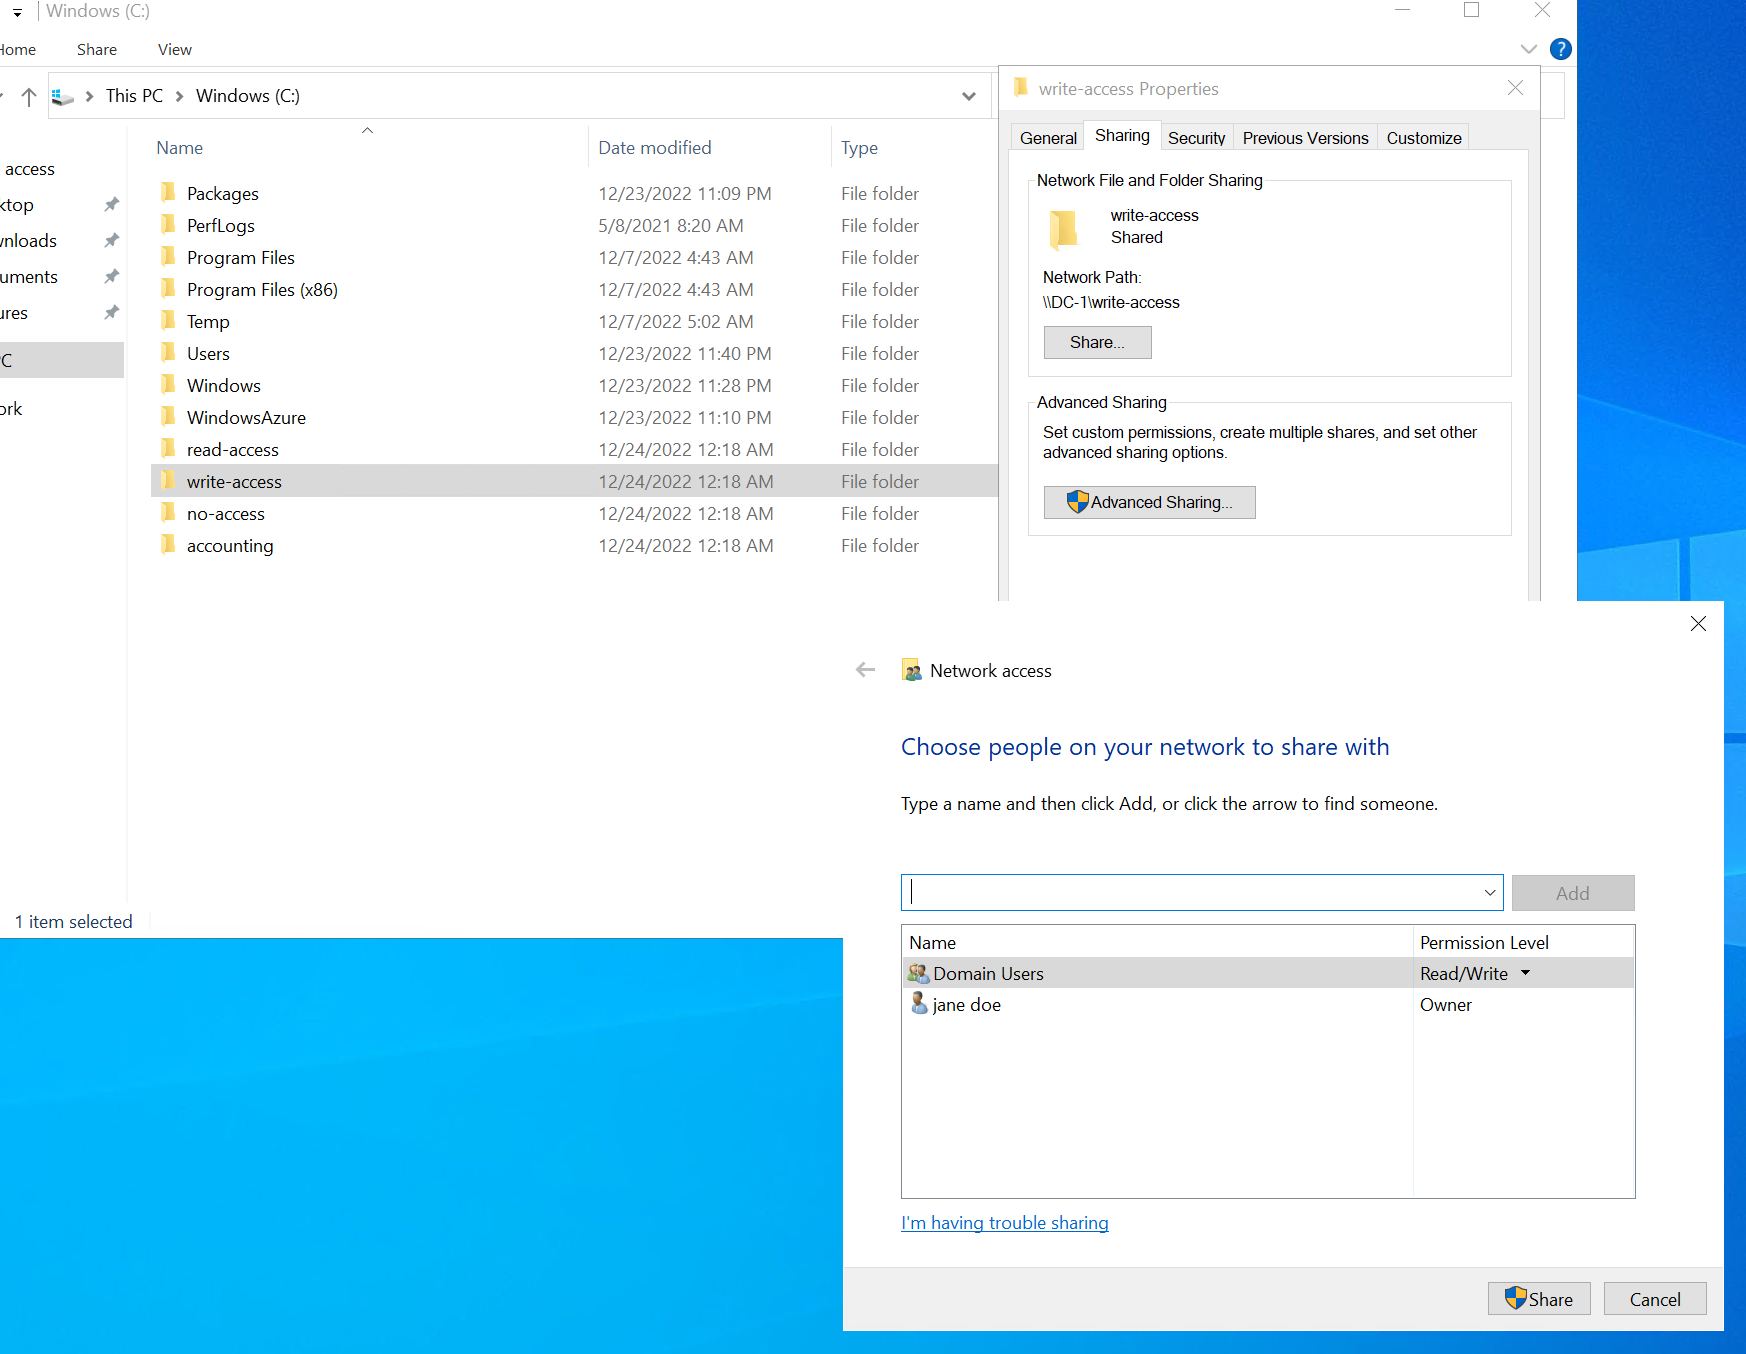 Windows (C:)
Home Share View
This PC Windows (C:)
access
ktop
wnloads
uments
ures
C
ork
Name Date modified Type
Packages 12/23/2022 11:09 PM File folder
PerfLogs 5/8/2021 8:20 AM File folder
Program Files 12/7/2022 4:43 AM File folder
Program Files (x86) 12/7/2022 4:43 AM File folder
Temp 12/7/2022 5:02 AM File folder
Users 12/23/2022 11:40 PM File folder
Windows 12/23/2022 11:28 PM File folder
WindowsAzure 12/23/2022 11:10 PM File folder
read-access 12/24/2022 12:18 AM File folder
write-access 12/24/2022 12:18 AM File folder
no-access 12/24/2022 12:18 AM File folder
accounting 12/24/2022 12:18 AM File folder
1 item selected
write-access Properties
General Sharing Security Previous Versions Customize
Network File and Folder Sharing
write-access
Shared
Network Path:
\\DC-1\write-access
Share...
Advanced Sharing
Set custom permissions, create multiple shares, and set other
advanced sharing options.
Advanced Sharing...
Network access
Choose people on your network to share with
Type a name and then click Add, or click the arrow to find someone.
Add
Name Permission Level
Domain Users Read/Write
jane doe Owner
I'm having trouble sharing
Share Cancel